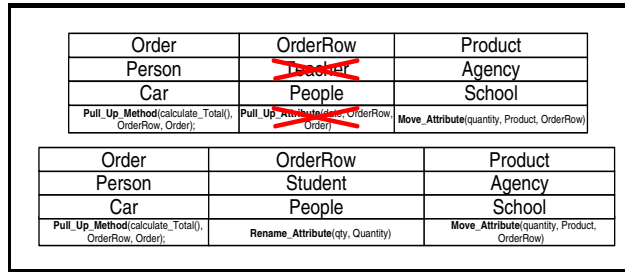 Order OrderRow Product
Person Teacher Agency
Car People School
Pull_Up_Method(calculate_Total(), OrderRow, Order); Pull_Up_Attribute(date, OrderRow, Order) Move_Attribute(quantity, Product, OrderRow)
Order OrderRow Product
Person Student Agency
Car People School
Pull_Up_Method(calculate_Total(), OrderRow, Order); Rename_Attribute(qty, Quantity) Move_Attribute(quantity, Product, OrderRow)